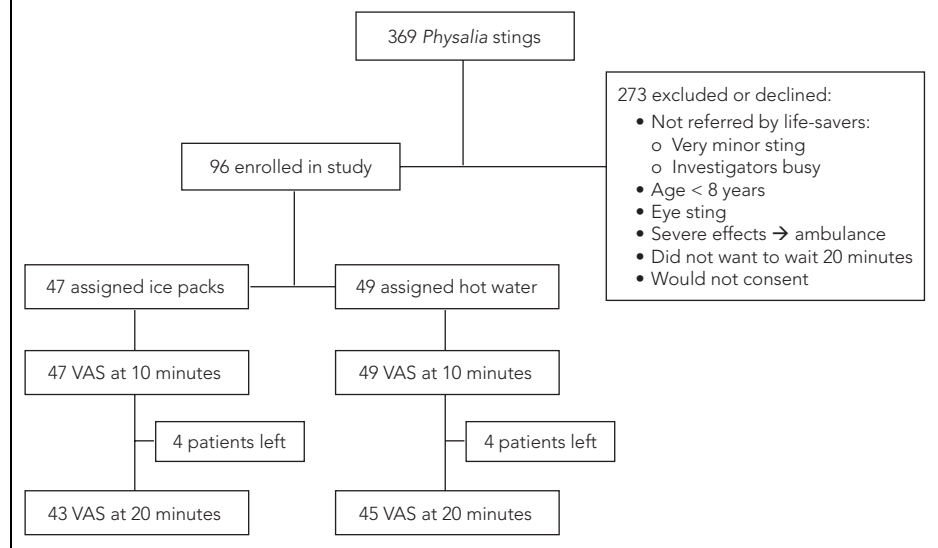 369 Physalia stings
273 excluded or declined:
• Not referred by life-savers:
o Very minor sting
o Investigators busy
• Age < 8 years
• Eye sting
• Severe effects → ambulance
• Did not want to wait 20 minutes
• Would not consent
96 enrolled in study
47 assigned ice packs
49 assigned hot water
47 VAS at 10 minutes
49 VAS at 10 minutes
4 patients left
4 patients left
43 VAS at 20 minutes
45 VAS at 20 minutes